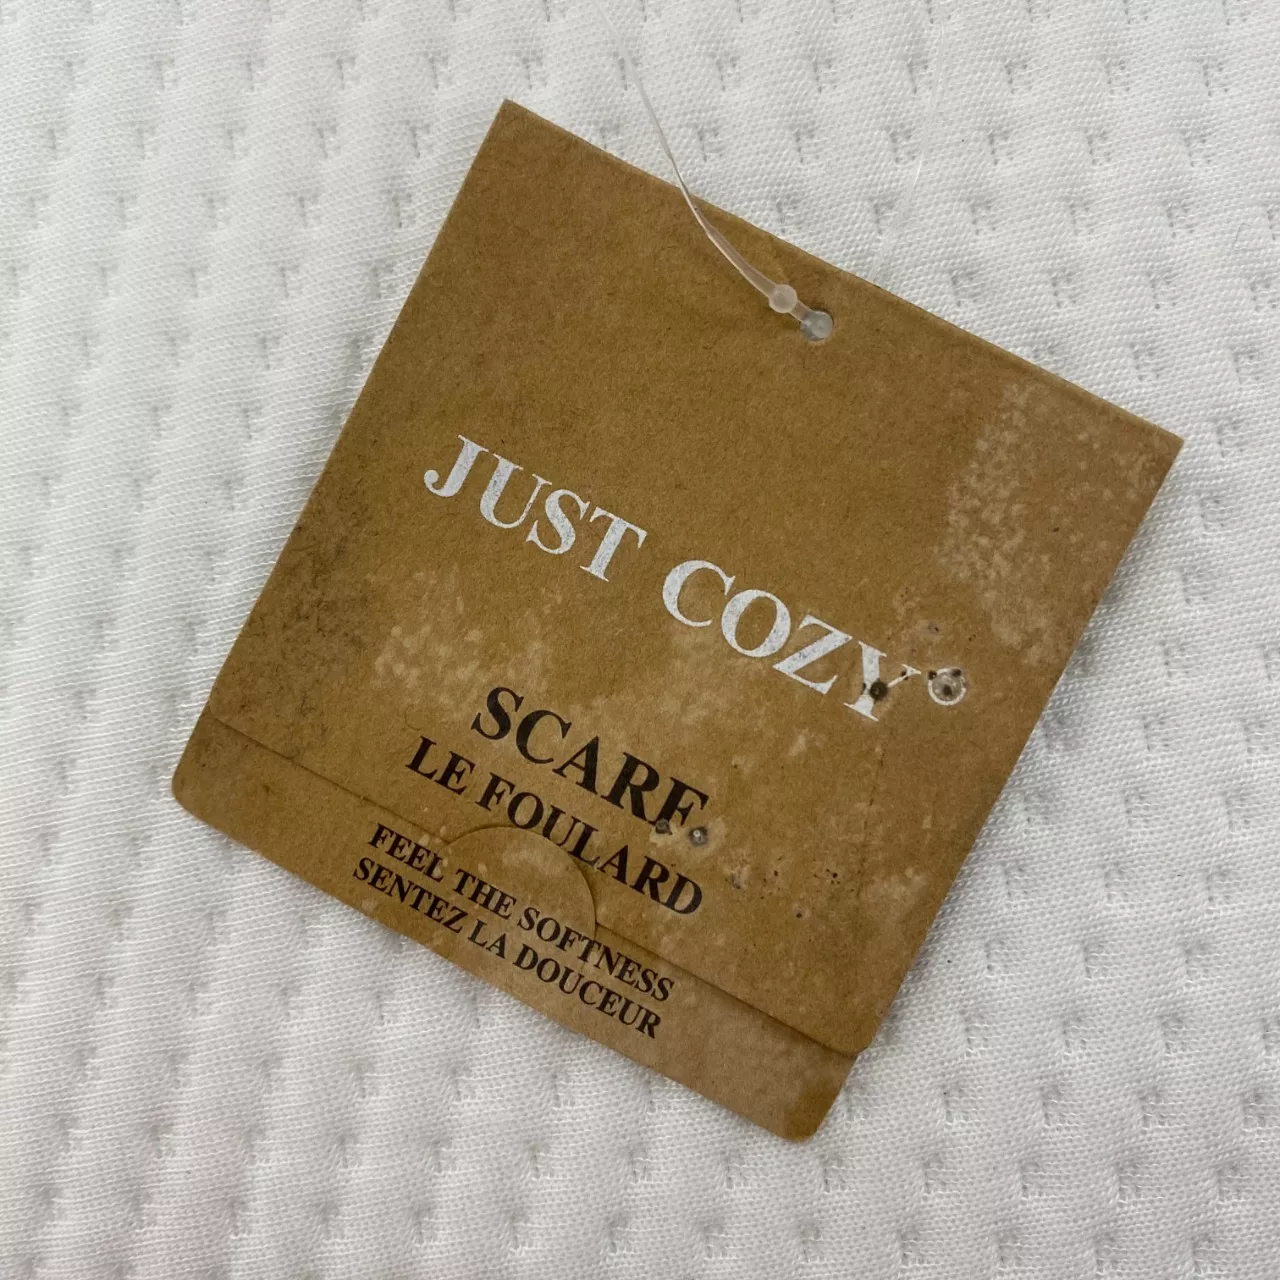 JUST COZY®
SCARF
LE FOULARD
FEEL THE SOFTNESS
SENTEZ LA DOUCEUR